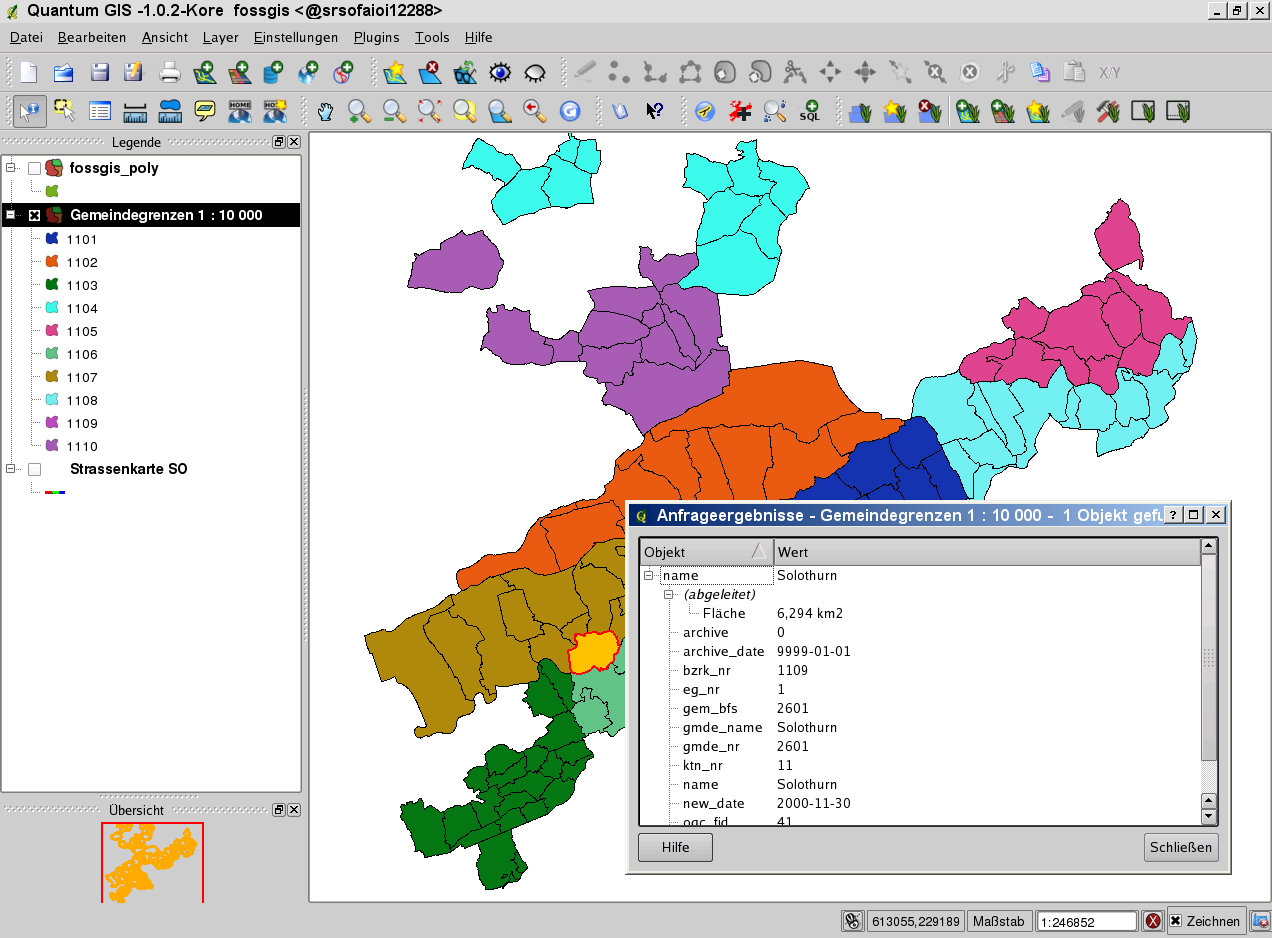 Quantum GIS -1.0.2-Kore fossgis <@srsofaioi12288>
Datei Bearbeiten Ansicht Layer Einstellungen Plugins Tools Hilfe
X/Y
HOME HOME SQL
Legende
fossgis_poly
Gemeindegrenzen 1 : 10 000
1101
1102
1103
1104
1105
1106
1107
1108
1109
1110
Strassenkarte SO
Übersicht
Anfrageergebnisse - Gemeindegrenzen 1 : 10 000 - 1 Objekt gefu
Objekt Wert
name Solothurn
(abgeleitet)
Fläche 6,294 km2
archive 0
archive_date 9999-01-01
bzrk_nr 1109
eg_nr 1
gem_bfs 2601
gmde_name Solothurn
gmde_nr 2601
ktn_nr 11
name Solothurn
new_date 2000-11-30
ogc_fid 41
Hilfe Schließen
613055,229189 Maßstab 1:246852 Zeichnen